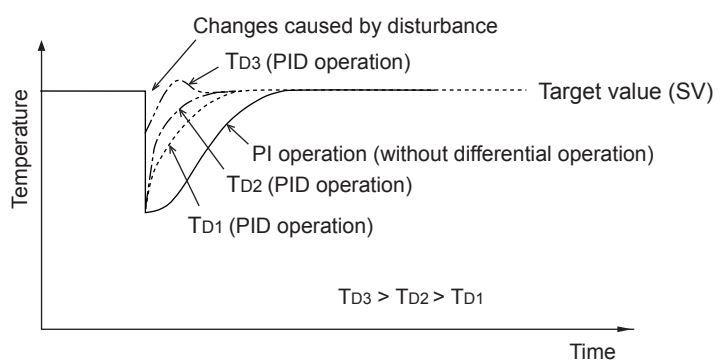 Changes caused by disturbance
TD3 (PID operation)
Target value (SV)
PI operation (without differential operation)
TD2 (PID operation)
TD1 (PID operation)
Temperature
TD3 > TD2 > TD1
Time